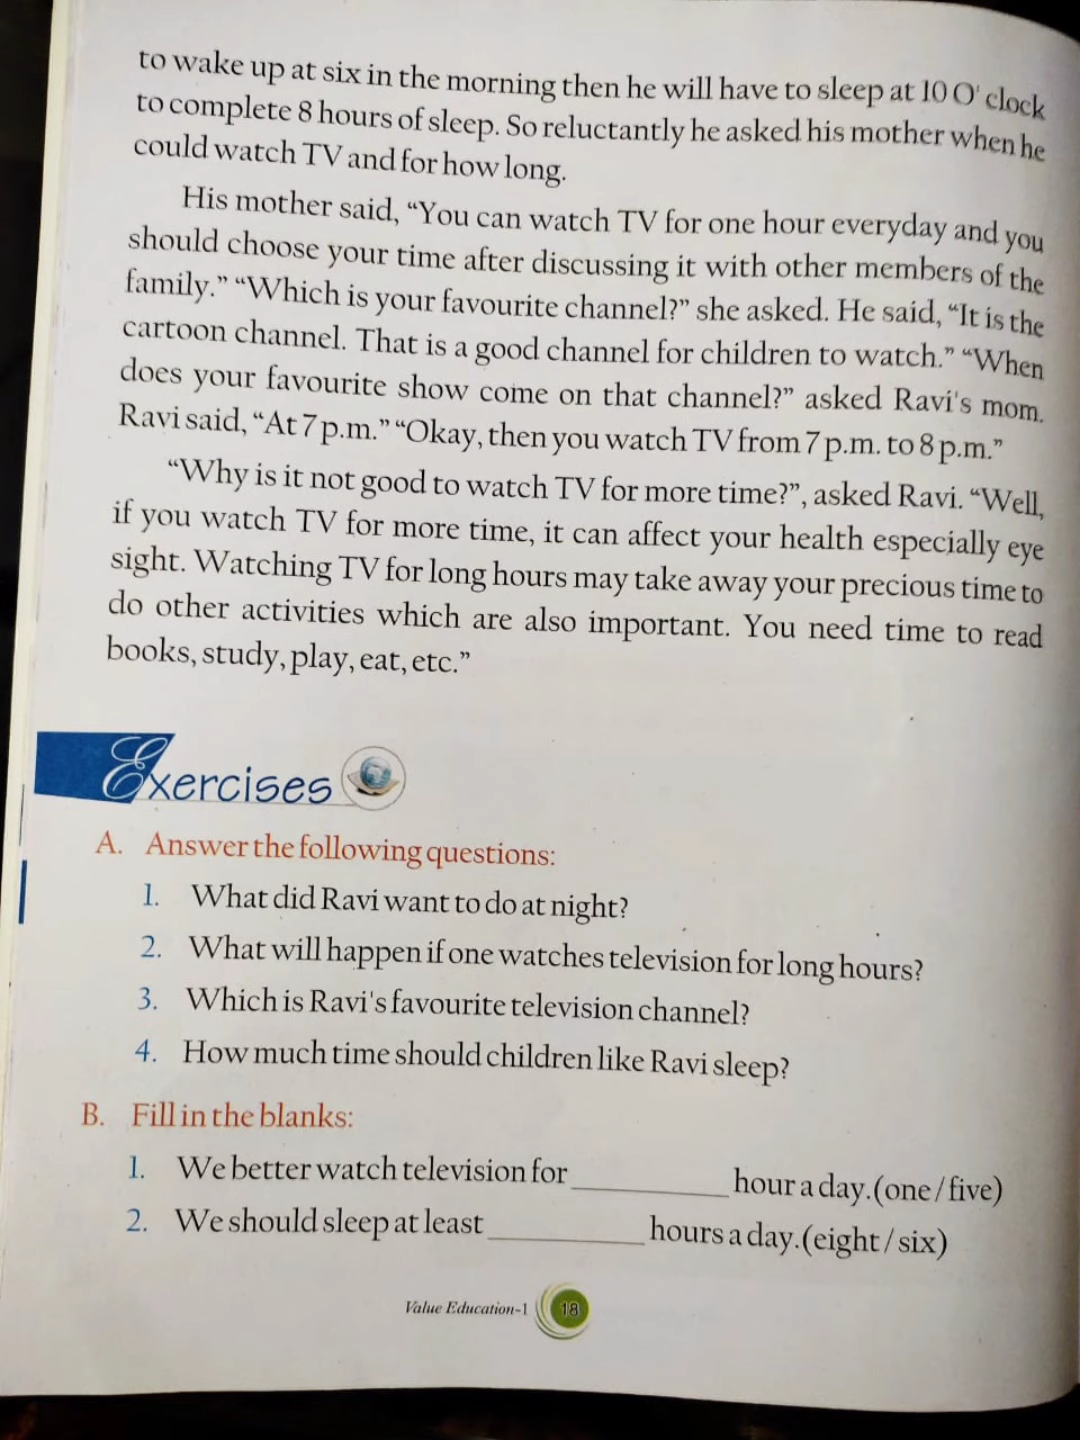 to wake up at six in the morning then he will have to sleep at 10 O' clock
to complete 8 hours of sleep. So reluctantly he asked his mother when he
could watch TV and for how long.
His mother said, “You can watch TV for one hour everyday and you
should choose your time after discussing it with other members of the
family.” “Which is your favourite channel?” she asked. He said, “It is the
cartoon channel. That is a good channel for children to watch.” “When
does your favourite show come on that channel?” asked Ravi's mom.
Ravi said, “At 7 p.m.” “Okay, then you watch TV from 7 p.m. to 8 p.m.”
“Why is it not good to watch TV for more time?”, asked Ravi. “Well,
if you watch TV for more time, it can affect your health especially eye
sight. Watching TV for long hours may take away your precious time to
do other activities which are also important. You need time to read
books, study, play, eat, etc.”
Exercises
A. Answer the following questions:
1. What did Ravi want to do at night?
2. What will happen if one watches television for long hours?
3. Which is Ravi's favourite television channel?
4. How much time should children like Ravi sleep?
B. Fill in the blanks:
1. We better watch television for __________ hour a day.(one / five)
2. We should sleep at least __________ hours a day.(eight / six)
Value Education-1 18